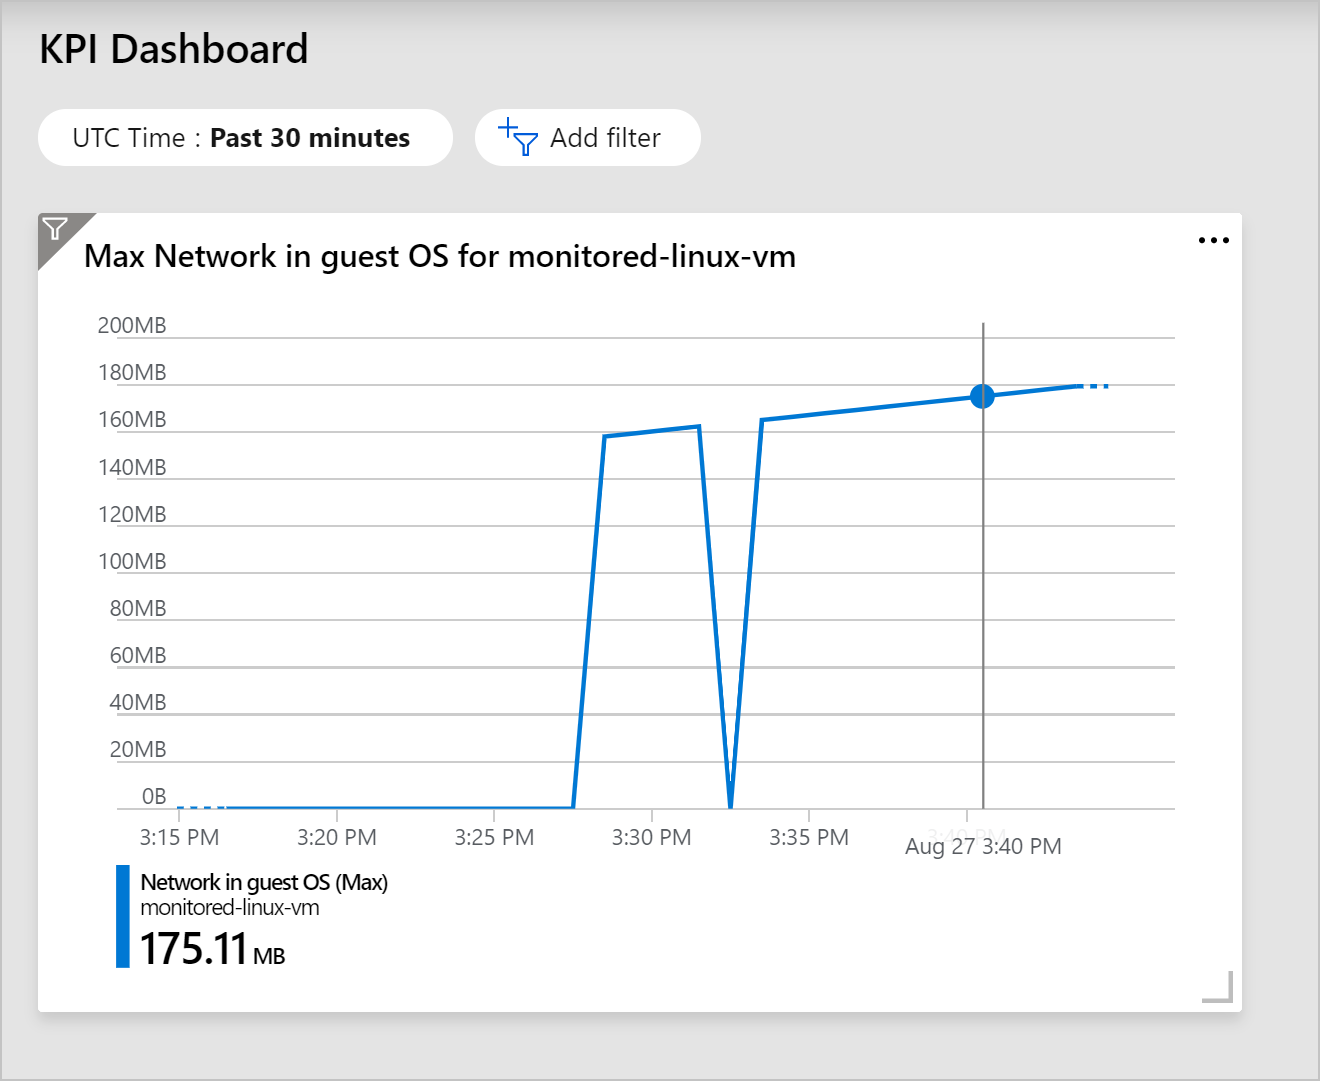 KPI Dashboard
UTC Time : Past 30 minutes
Add filter
Max Network in guest OS for monitored-linux-vm
200MB
180MB
160MB
140MB
120MB
100MB
80MB
60MB
40MB
20MB
0B
3:15 PM 3:20 PM 3:25 PM 3:30 PM 3:35 PM 3:40 PM
Aug 27 3:40 PM
Network in guest OS (Max)
monitored-linux-vm
175.11 MB